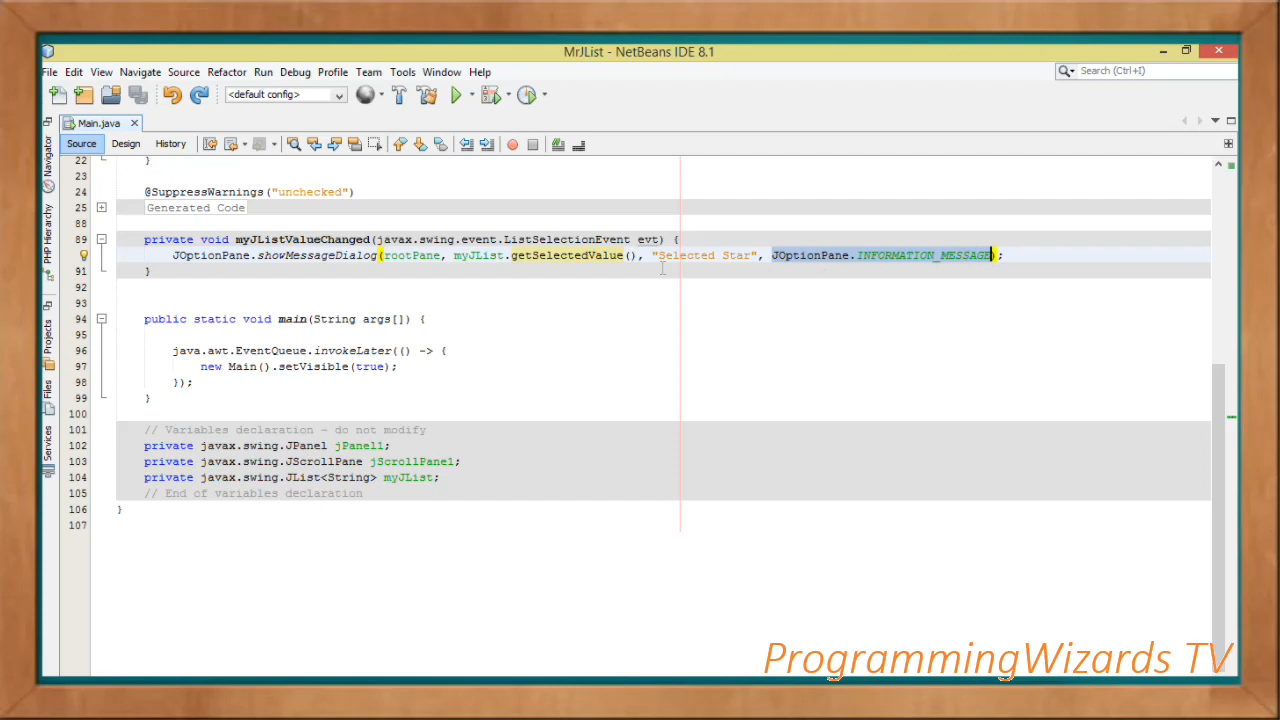 MrJList - NetBeans IDE 8.1
File Edit View Navigate Source Refactor Run Debug Profile Team Tools Window Help
Search (Ctrl+I)
<default config>
Main.java
Source Design History
Navigator
PHP Hierarchy
Projects
Files
Services
22 }
23
24 @SuppressWarnings("unchecked")
25 Generated Code
88
89 private void myJListValueChanged(javax.swing.event.ListSelectionEvent evt) {
JOptionPane.showMessageDialog(rootPane, myJList.getSelectedValue(), "Selected Star", JOptionPane.INFORMATION_MESSAGE);
91 }
92
93
94 public static void main(String args[]) {
95
96 java.awt.EventQueue.invokeLater(() -> {
97 new Main().setVisible(true);
98 });
99 }
100
101 // Variables declaration - do not modify
102 private javax.swing.JPanel jPanel1;
103 private javax.swing.JScrollPane jScrollPane1;
104 private javax.swing.JList<String> myJList;
105 // End of variables declaration
106 }
107
ProgrammingWizards TV